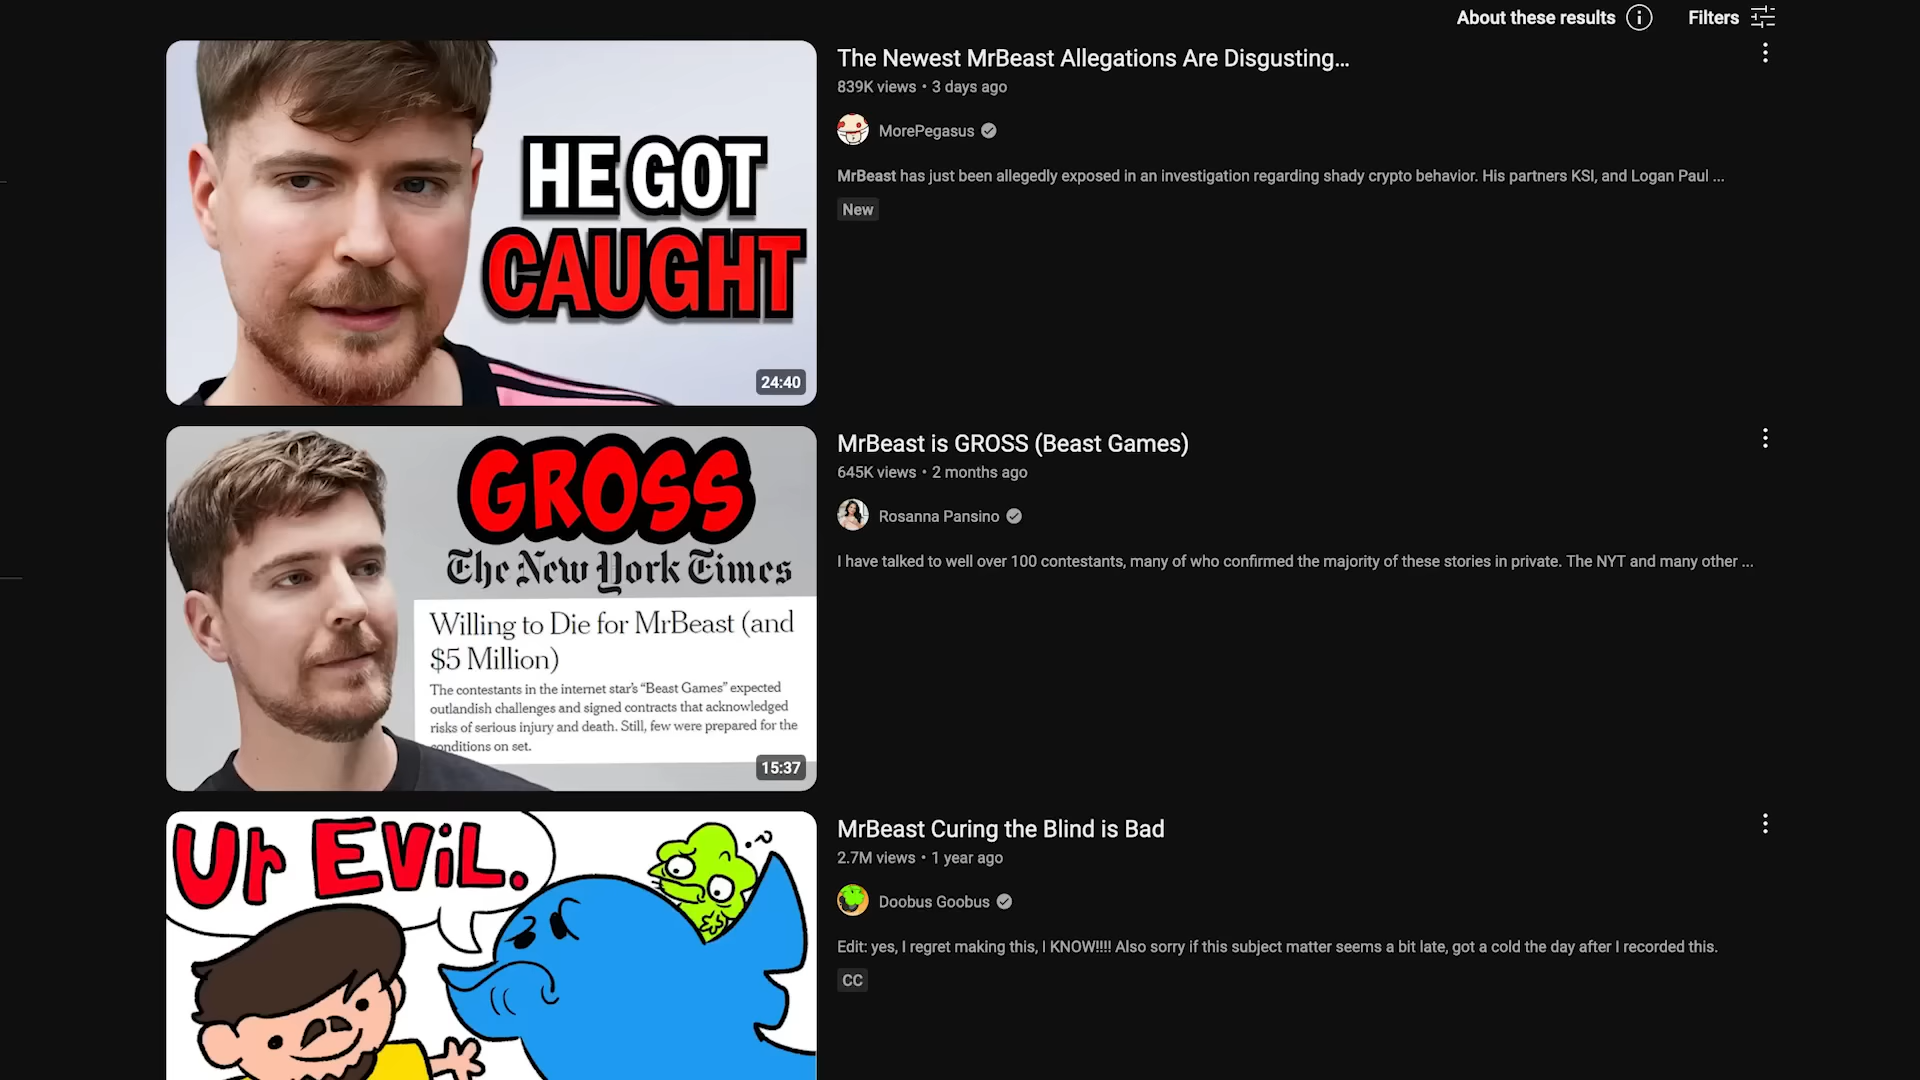 About these results
Filters
HE GOT
CAUGHT
24:40
The Newest MrBeast Allegations Are Disgusting...
839K views • 3 days ago
MorePegasus
MrBeast has just been allegedly exposed in an investigation regarding shady crypto behavior. His partners KSI, and Logan Paul ...
New
GROSS
The New York Times
Willing to Die for MrBeast (and
$5 Million)
The contestants in the internet star's “Beast Games” expected
outlandish challenges and signed contracts that acknowledged
risks of serious injury and death. Still, few were prepared for the
conditions on set.
15:37
MrBeast is GROSS (Beast Games)
645K views • 2 months ago
Rosanna Pansino
I have talked to well over 100 contestants, many of who confirmed the majority of these stories in private. The NYT and many other ...
Ur EViL.
MrBeast Curing the Blind is Bad
2.7M views • 1 year ago
Doobus Goobus
Edit: yes, I regret making this, I KNOW!!!! Also sorry if this subject matter seems a bit late, got a cold the day after I recorded this.
CC